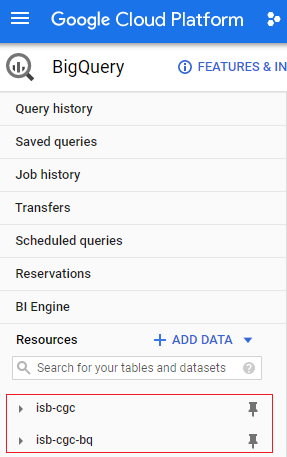 Google Cloud Platform
BigQuery
FEATURES & IN
Query history
Saved queries
Job history
Transfers
Scheduled queries
Reservations
BI Engine
Resources
ADD DATA
Search for your tables and datasets
?
isb-cgc
isb-cgc-bq